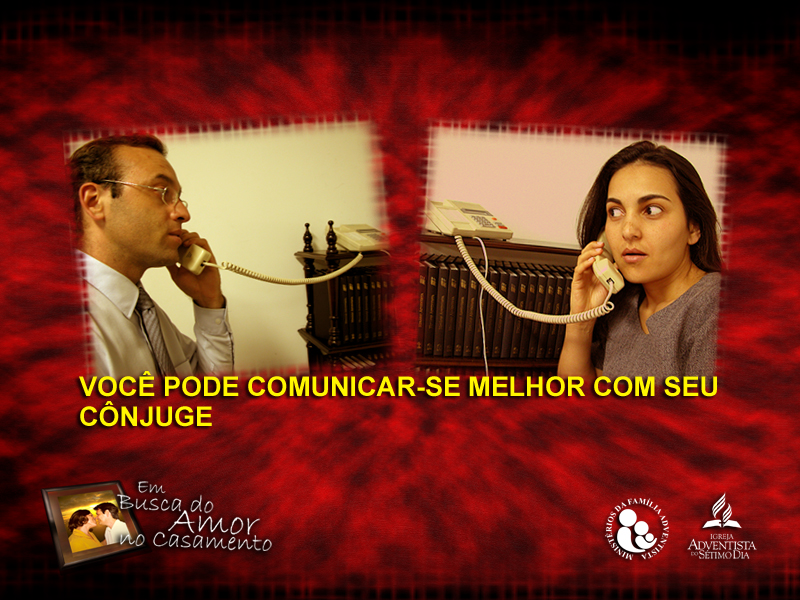 VOCÊ PODE COMUNICAR-SE MELHOR COM SEU
CÔNJUGE
Em
Busca do
Amor
no Casamento
MINISTÉRIOS DA FAMÍLIA ADVENTISTA
IGREJA
ADVENTISTA
DO SÉTIMO DIA